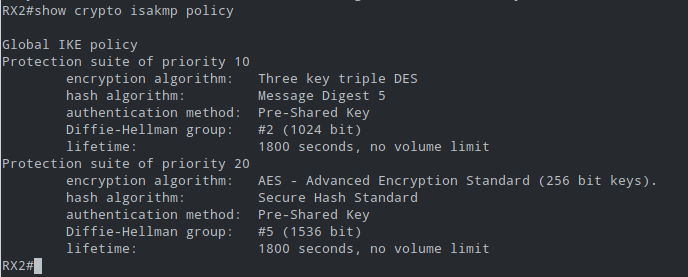 RX2#show crypto isakmp policy
Global IKE policy
Protection suite of priority 10
encryption algorithm: Three key triple DES
hash algorithm: Message Digest 5
authentication method: Pre-Shared Key
Diffie-Hellman group: #2 (1024 bit)
lifetime: 1800 seconds, no volume limit
Protection suite of priority 20
encryption algorithm: AES - Advanced Encryption Standard (256 bit keys).
hash algorithm: Secure Hash Standard
authentication method: Pre-Shared Key
Diffie-Hellman group: #5 (1536 bit)
lifetime: 1800 seconds, no volume limit
RX2#